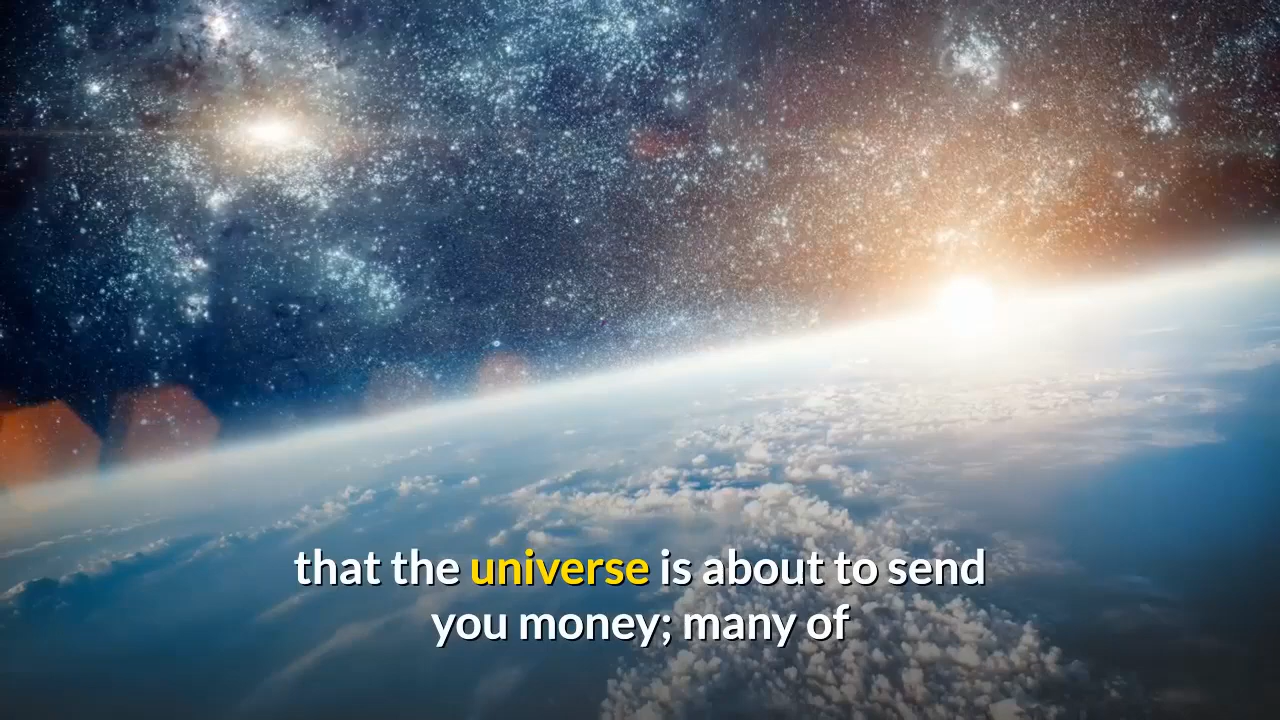 that the universe is about to send
you money; many of